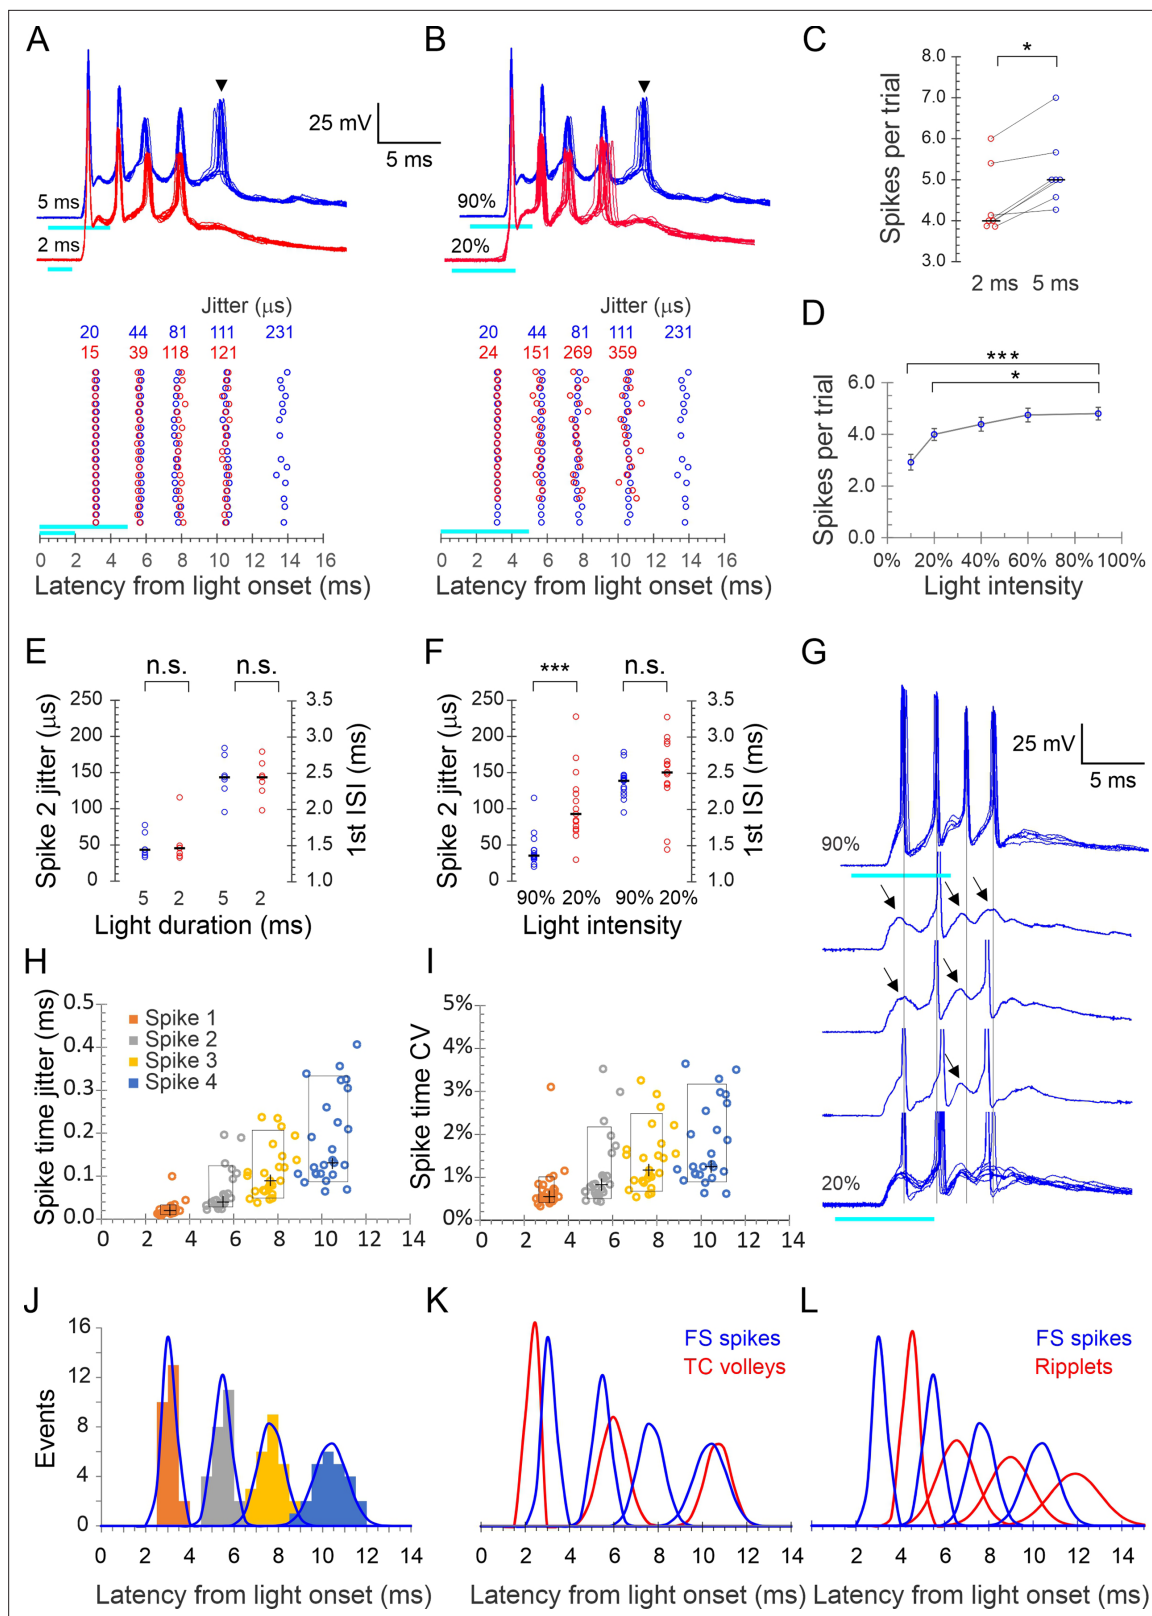 A
25 mV
5 ms
5 ms
2 ms
Jitter (µs)
20 44 81 111 231
15 39 118 121
0 2 4 6 8 10 12 14 16
Latency from light onset (ms)
B
90%
20%
Jitter (µs)
20 44 81 111 231
24 151 269 359
0 2 4 6 8 10 12 14 16
Latency from light onset (ms)
C
*
Spikes per trial
8.0
7.0
6.0
5.0
4.0
3.0
2 ms 5 ms
D
***
*
Spikes per trial
6.0
4.0
2.0
0.0
0% 20% 40% 60% 80% 100%
Light intensity
E
n.s. n.s.
Spike 2 jitter (µs)
250
200
150
100
50
0
3.5
3.0
2.5
2.0
1.5
1.0
1st ISI (ms)
5 2 5 2
Light duration (ms)
F
*** n.s.
Spike 2 jitter (µs)
250
200
150
100
50
0
3.5
3.0
2.5
2.0
1.5
1.0
1st ISI (ms)
90% 20% 90% 20%
Light intensity
G
25 mV
5 ms
90%
20%
H
Spike time jitter (ms)
0.5
0.4
0.3
0.2
0.1
0.0
Spike 1
Spike 2
Spike 3
Spike 4
0 2 4 6 8 10 12 14
I
Spike time CV
5%
4%
3%
2%
1%
0%
0 2 4 6 8 10 12 14
J
Events
16
12
8
4
0
0 2 4 6 8 10 12 14
Latency from light onset (ms)
K
FS spikes
TC volleys
0 2 4 6 8 10 12 14
Latency from light onset (ms)
L
FS spikes
Ripplets
0 2 4 6 8 10 12 14
Latency from light onset (ms)